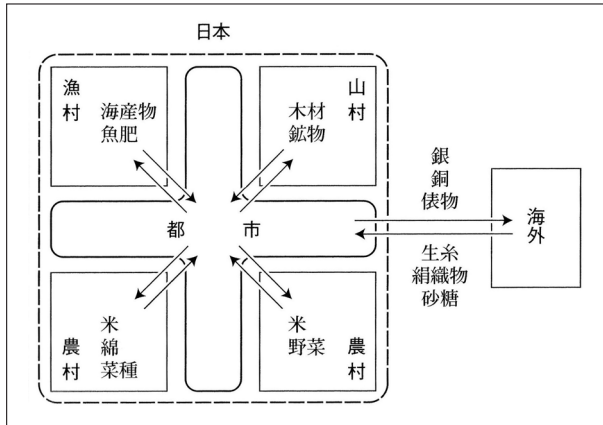 日本
漁村
海産物
魚肥
山村
木材
鉱物
都市
農村
米
綿
菜種
農村
米
野菜
銀
銅
俵物
生糸
絹織物
砂糖
海外